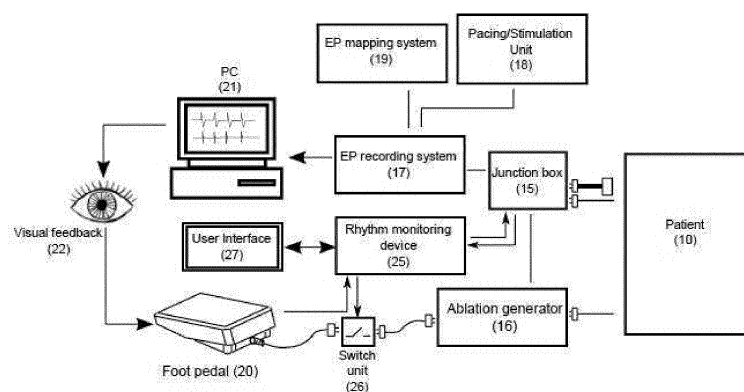 EP mapping system
(19)
Pacing/Stimulation
Unit
(18)
PC
(21)
EP recording system
(17)
Junction box
(15)
Patient
(10)
Visual feedback
(22)
User Interface
(27)
Rhythm monitoring
device
(25)
Ablation generator
(16)
Foot pedal (20)
Switch
unit
(26)